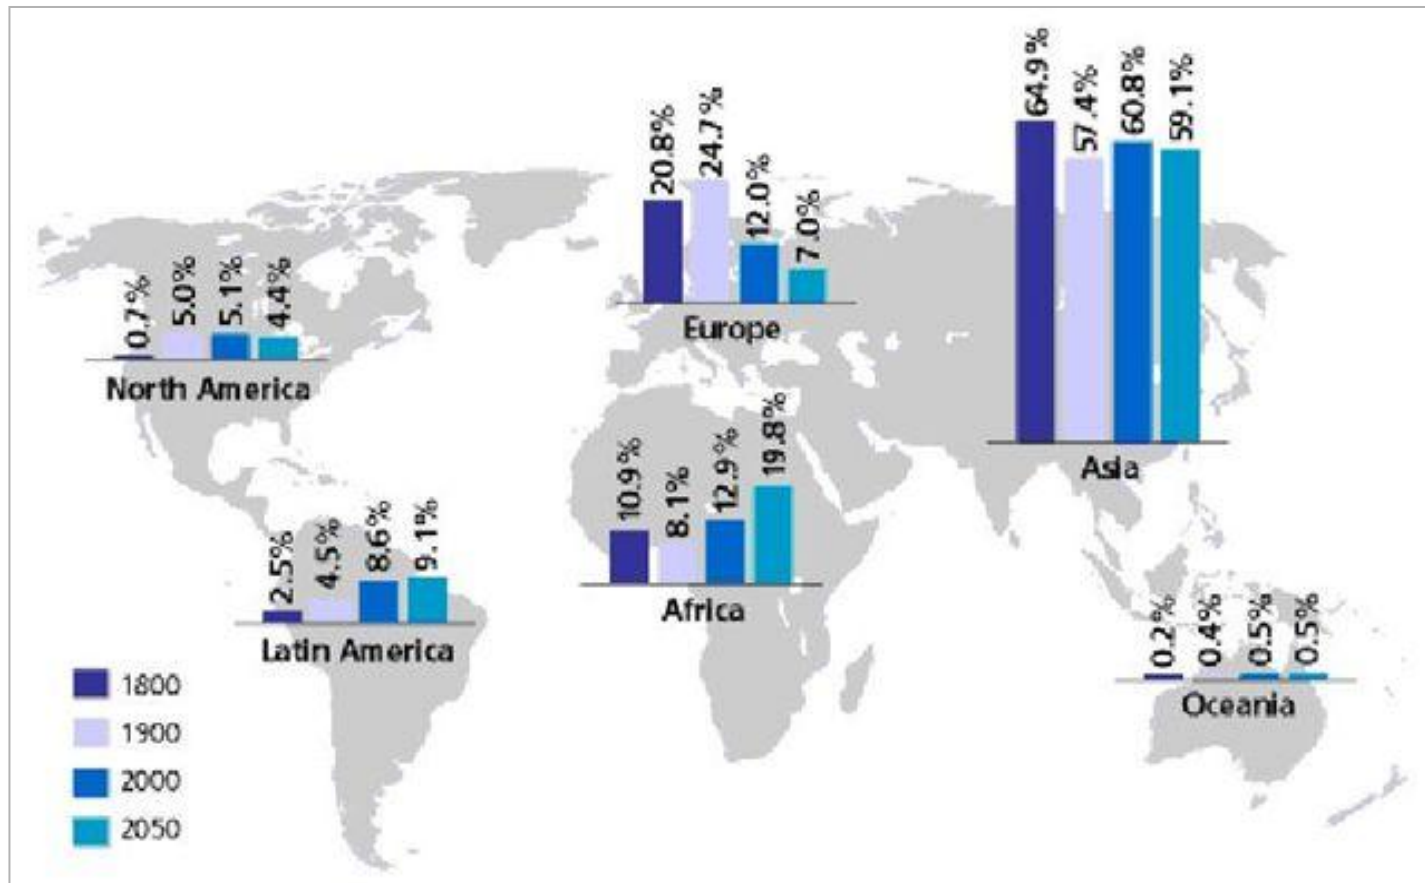 0.7% 5.0% 5.1% 4.4%
North America
20.8% 24.7% 12.0% 7.0%
Europe
64.9% 57.4% 60.8% 59.1%
Asia
2.5% 4.5% 8.6% 9.1%
Latin America
10.9% 8.1% 12.9% 19.8%
Africa
0.2% 0.4% 0.5% 0.5%
Oceania
1800
1900
2000
2050